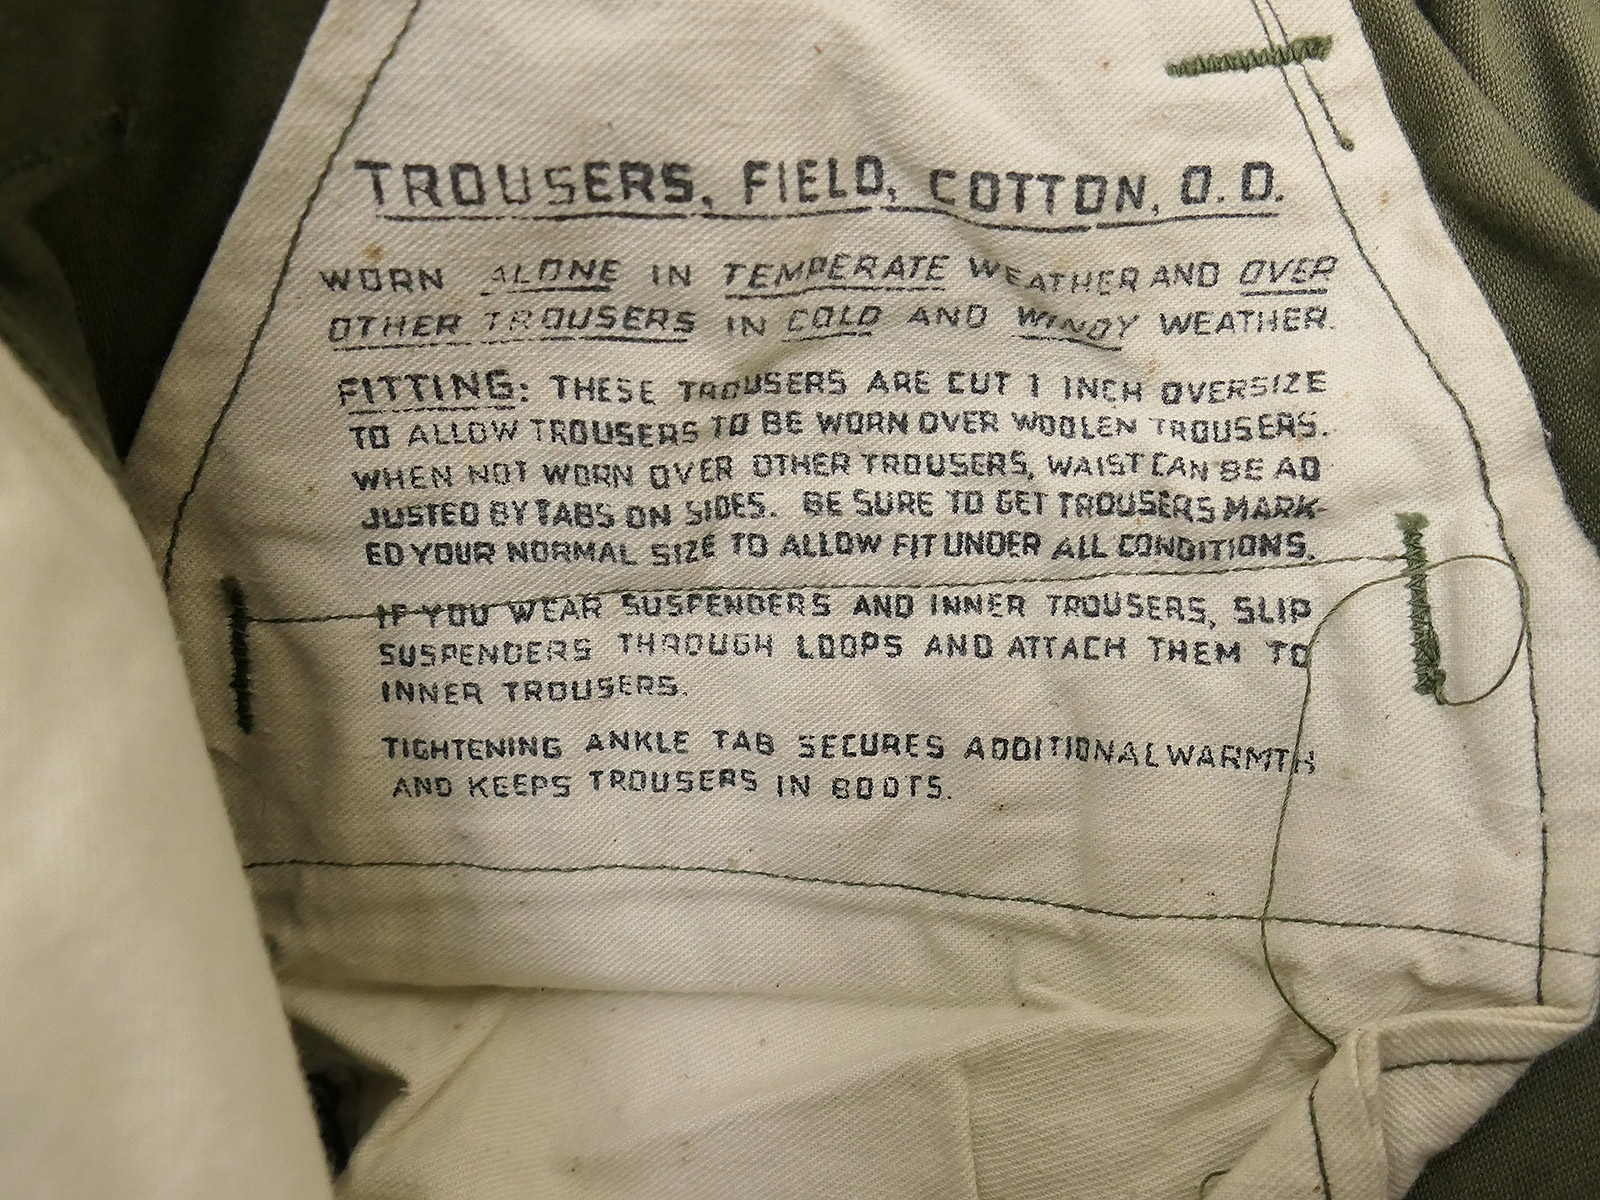 TROUSERS, FIELD, COTTON, O.D.
WORN ALONE IN TEMPERATE WEATHER AND OVER
OTHER TROUSERS IN COLD AND WINDY WEATHER.
FITTING: THESE TROUSERS ARE CUT 1 INCH OVERSIZE
TO ALLOW TROUSERS TO BE WORN OVER WOOLEN TROUSERS.
WHEN NOT WORN OVER OTHER TROUSERS, WAIST CAN BE AD
JUSTED BY TABS ON SIDES. BE SURE TO GET TROUSERS MARK-
ED YOUR NORMAL SIZE TO ALLOW FIT UNDER ALL CONDITIONS.
IF YOU WEAR SUSPENDERS AND INNER TROUSERS, SLIP
SUSPENDERS THROUGH LOOPS AND ATTACH THEM TO
INNER TROUSERS.
TIGHTENING ANKLE TAB SECURES ADDITIONAL WARMTH
AND KEEPS TROUSERS IN BOOTS.